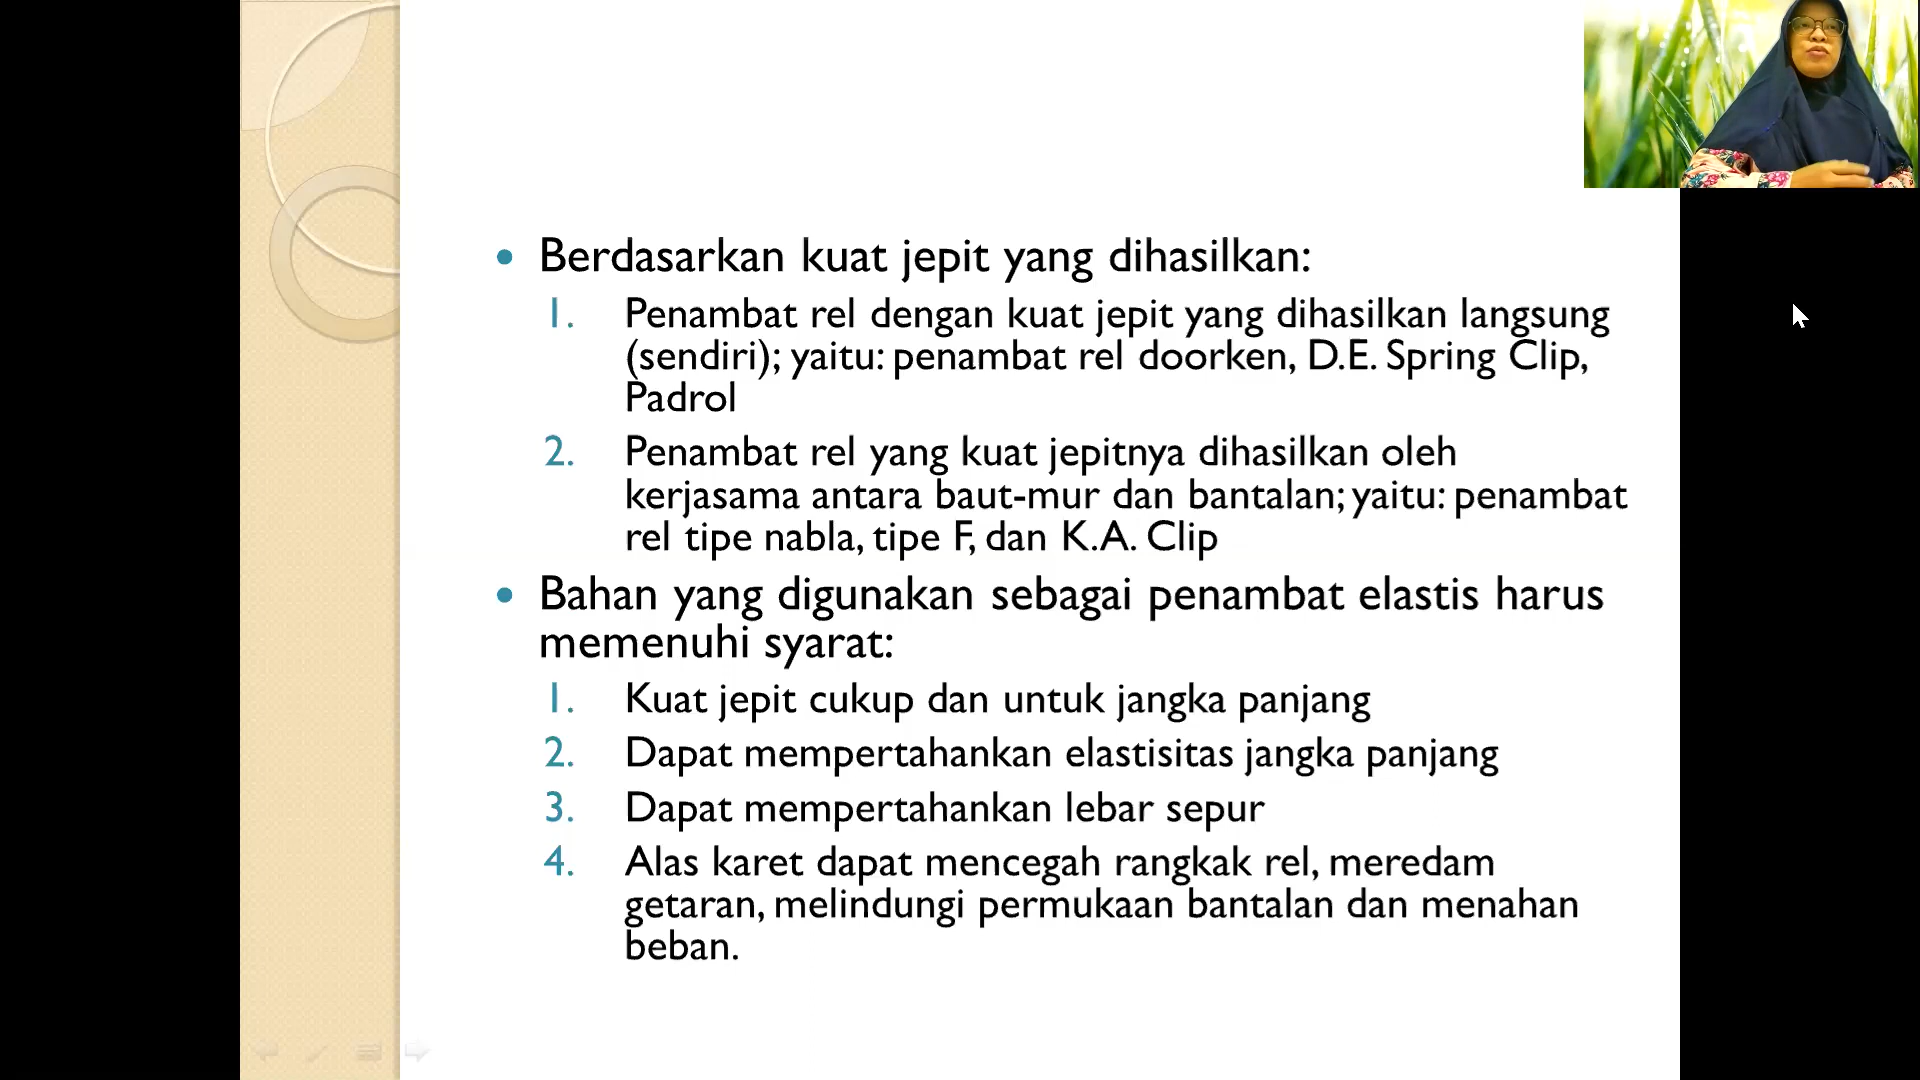 • Berdasarkan kuat jepit yang dihasilkan:
1. Penambat rel dengan kuat jepit yang dihasilkan langsung
(sendiri); yaitu: penambat rel doorken, D.E. Spring Clip,
Padrol
2. Penambat rel yang kuat jepitnya dihasilkan oleh
kerjasama antara baut-mur dan bantalan; yaitu: penambat
rel tipe nabla, tipe F, dan K.A. Clip
• Bahan yang digunakan sebagai penambat elastis harus
memenuhi syarat:
1. Kuat jepit cukup dan untuk jangka panjang
2. Dapat mempertahankan elastisitas jangka panjang
3. Dapat mempertahankan lebar sepur
4. Alas karet dapat mencegah rangkak rel, meredam
getaran, melindungi permukaan bantalan dan menahan
beban.